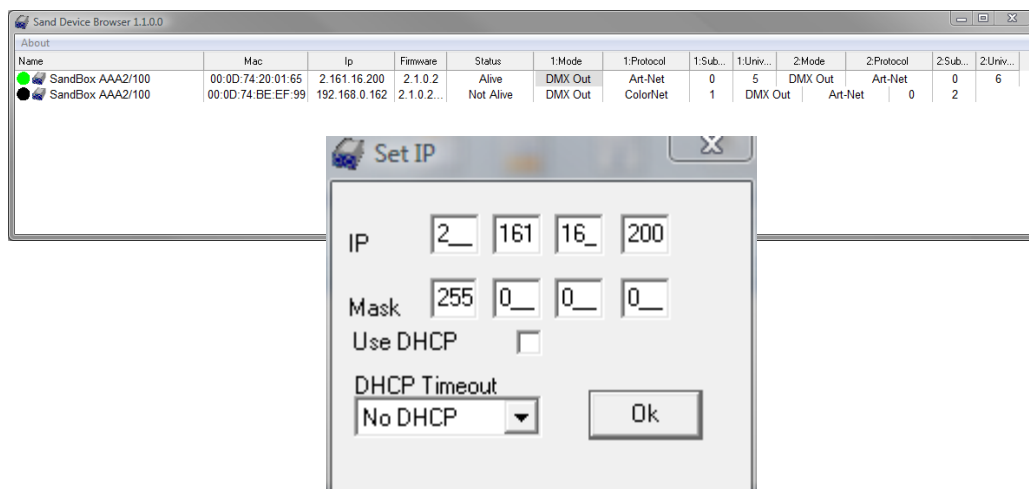 Sand Device Browser 1.1.0.0
About
Name Mac Ip Firmware Status 1:Mode 1:Protocol 1:Sub... 1:Univ... 2:Mode 2:Protocol 2:Sub... 2:Univ...
SandBox AAA2/100 00:0D:74:20:01:65 2.161.16.200 2.1.0.2 Alive DMX Out Art-Net 0 5 DMX Out Art-Net 0 6
SandBox AAA2/100 00:0D:74:BE:EF:99 192.168.0.162 2.1.0.2... Not Alive DMX Out ColorNet 1 DMX Out Art-Net 0 2
Set IP
IP 2__ 161 16_ 200
Mask 255 0__ 0__ 0__
Use DHCP
DHCP Timeout
No DHCP Ok